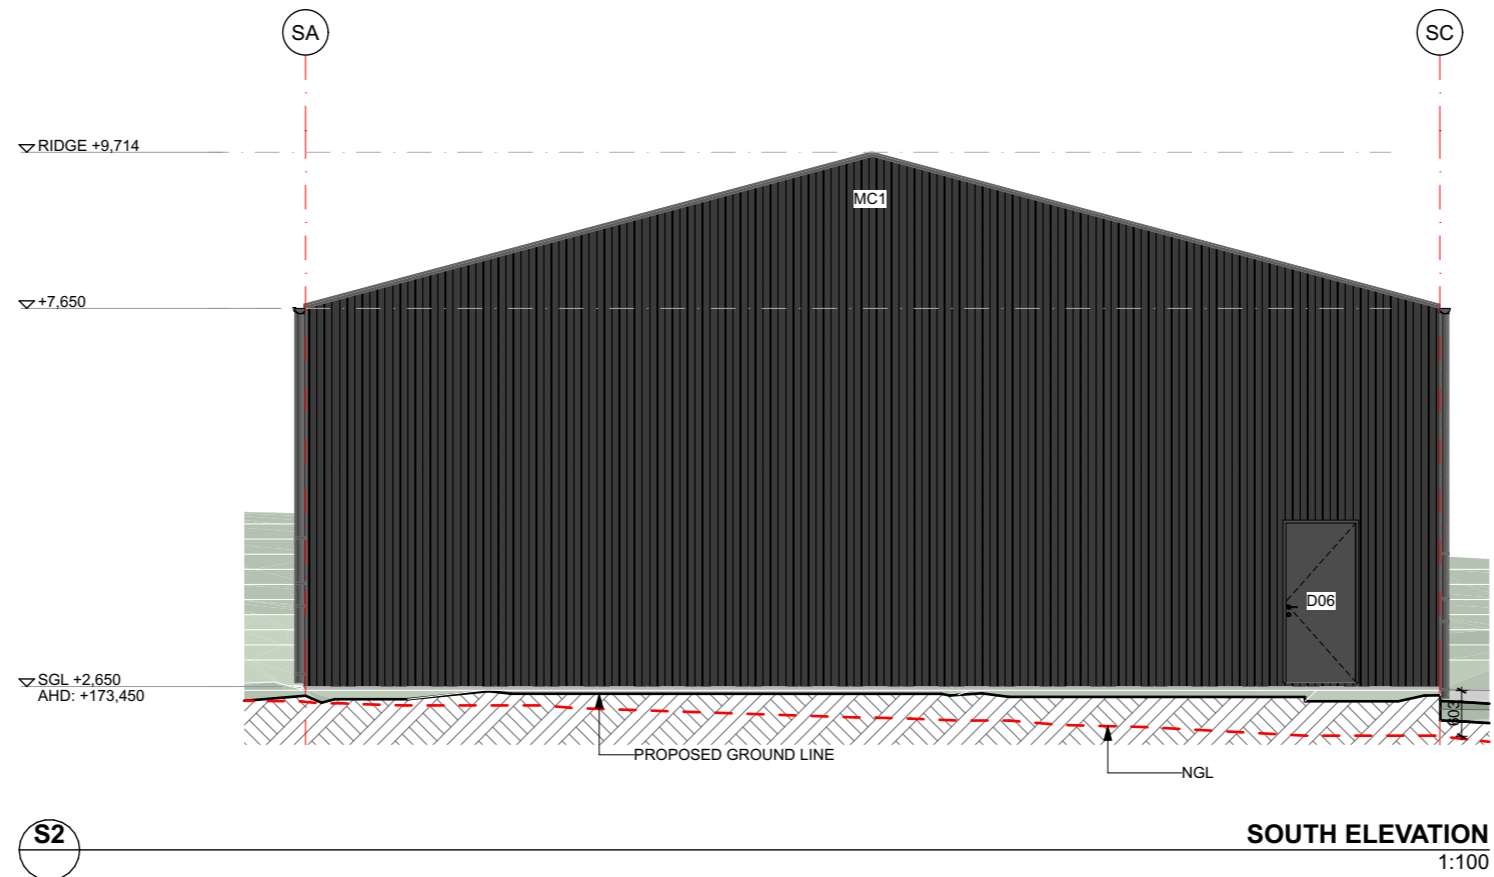 SA
SC
RIDGE +9,714
MC1
+7,650
D06
SGL +2,650
AHD: +173,450
603
PROPOSED GROUND LINE
NGL
S2
SOUTH ELEVATION
1:100